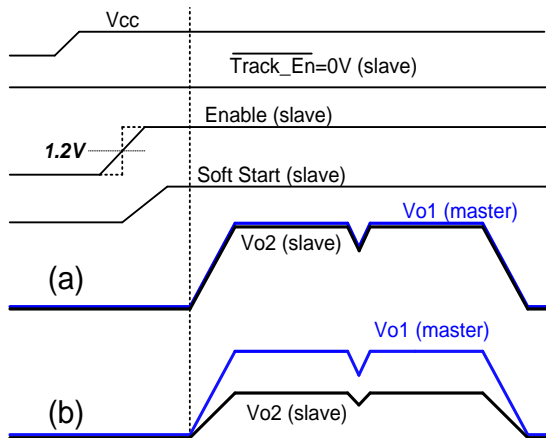 Vcc
Track_En=0V (slave)
Enable (slave)
1.2V
Soft Start (slave)
Vo1 (master)
Vo2 (slave)
(a)
Vo1 (master)
(b)
Vo2 (slave)